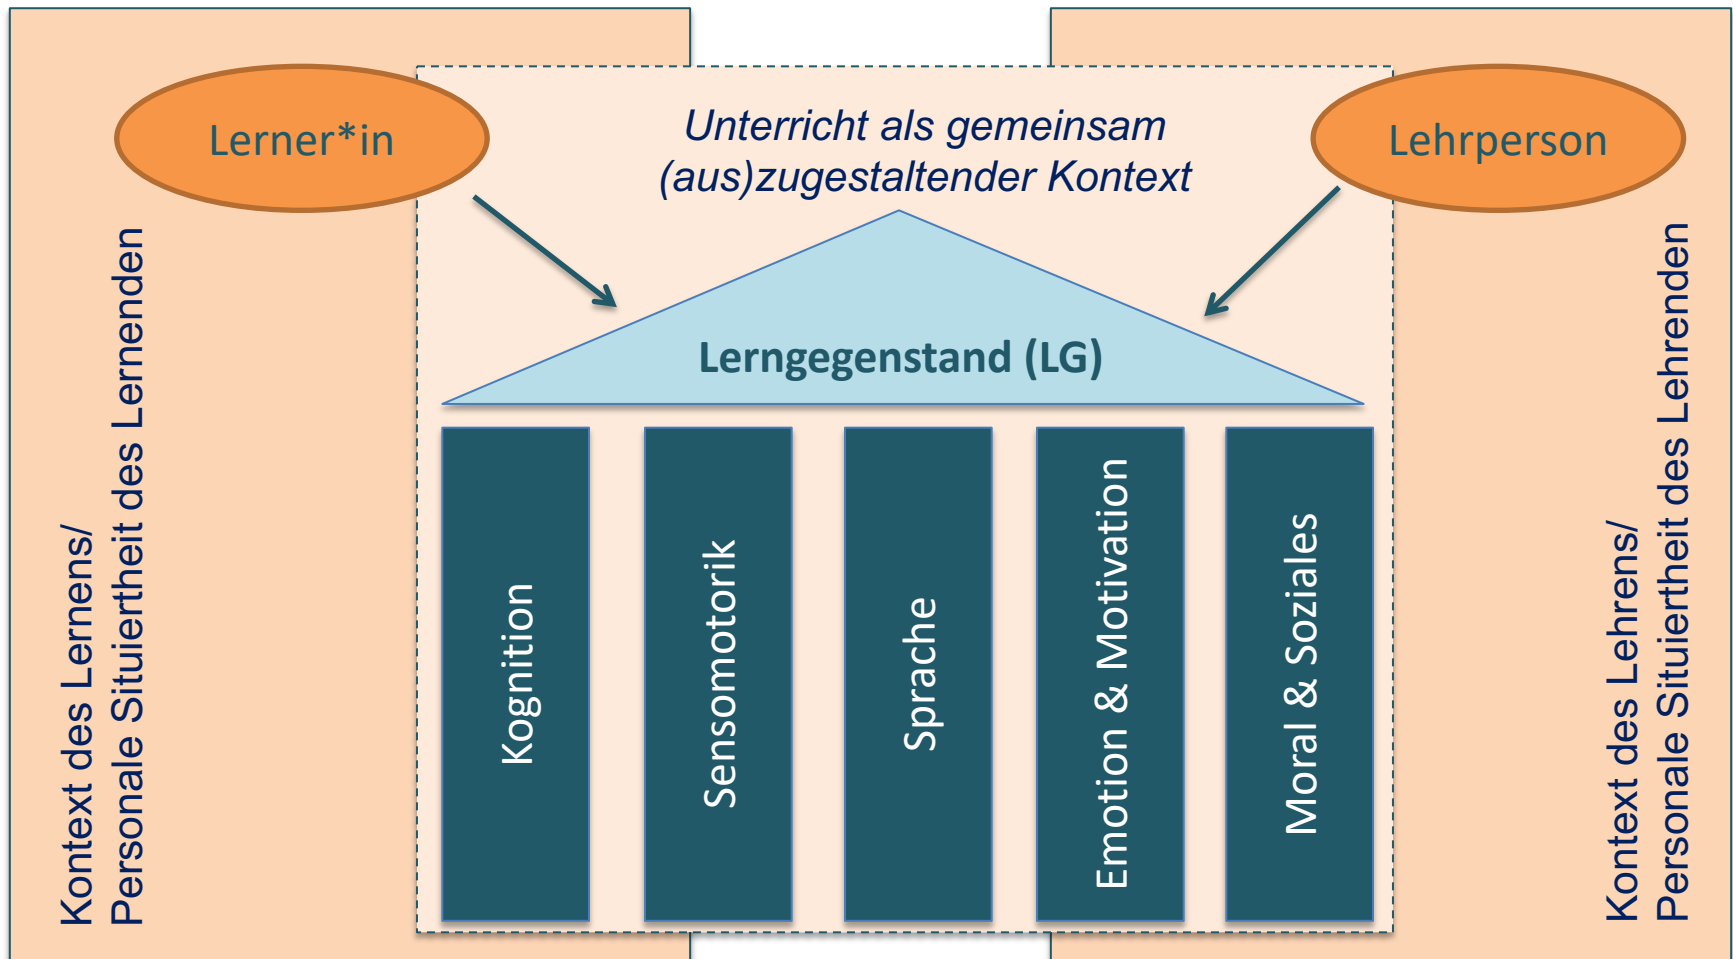 Lerner*in
Unterricht als gemeinsam
(aus)zugestaltender Kontext
Lehrperson
Lerngegenstand (LG)
Kontext des Lernens/
Personale Situiertheit des Lernenden
Kognition
Sensomotorik
Sprache
Emotion & Motivation
Moral & Soziales
Kontext des Lehrens/
Personale Situiertheit des Lehrenden